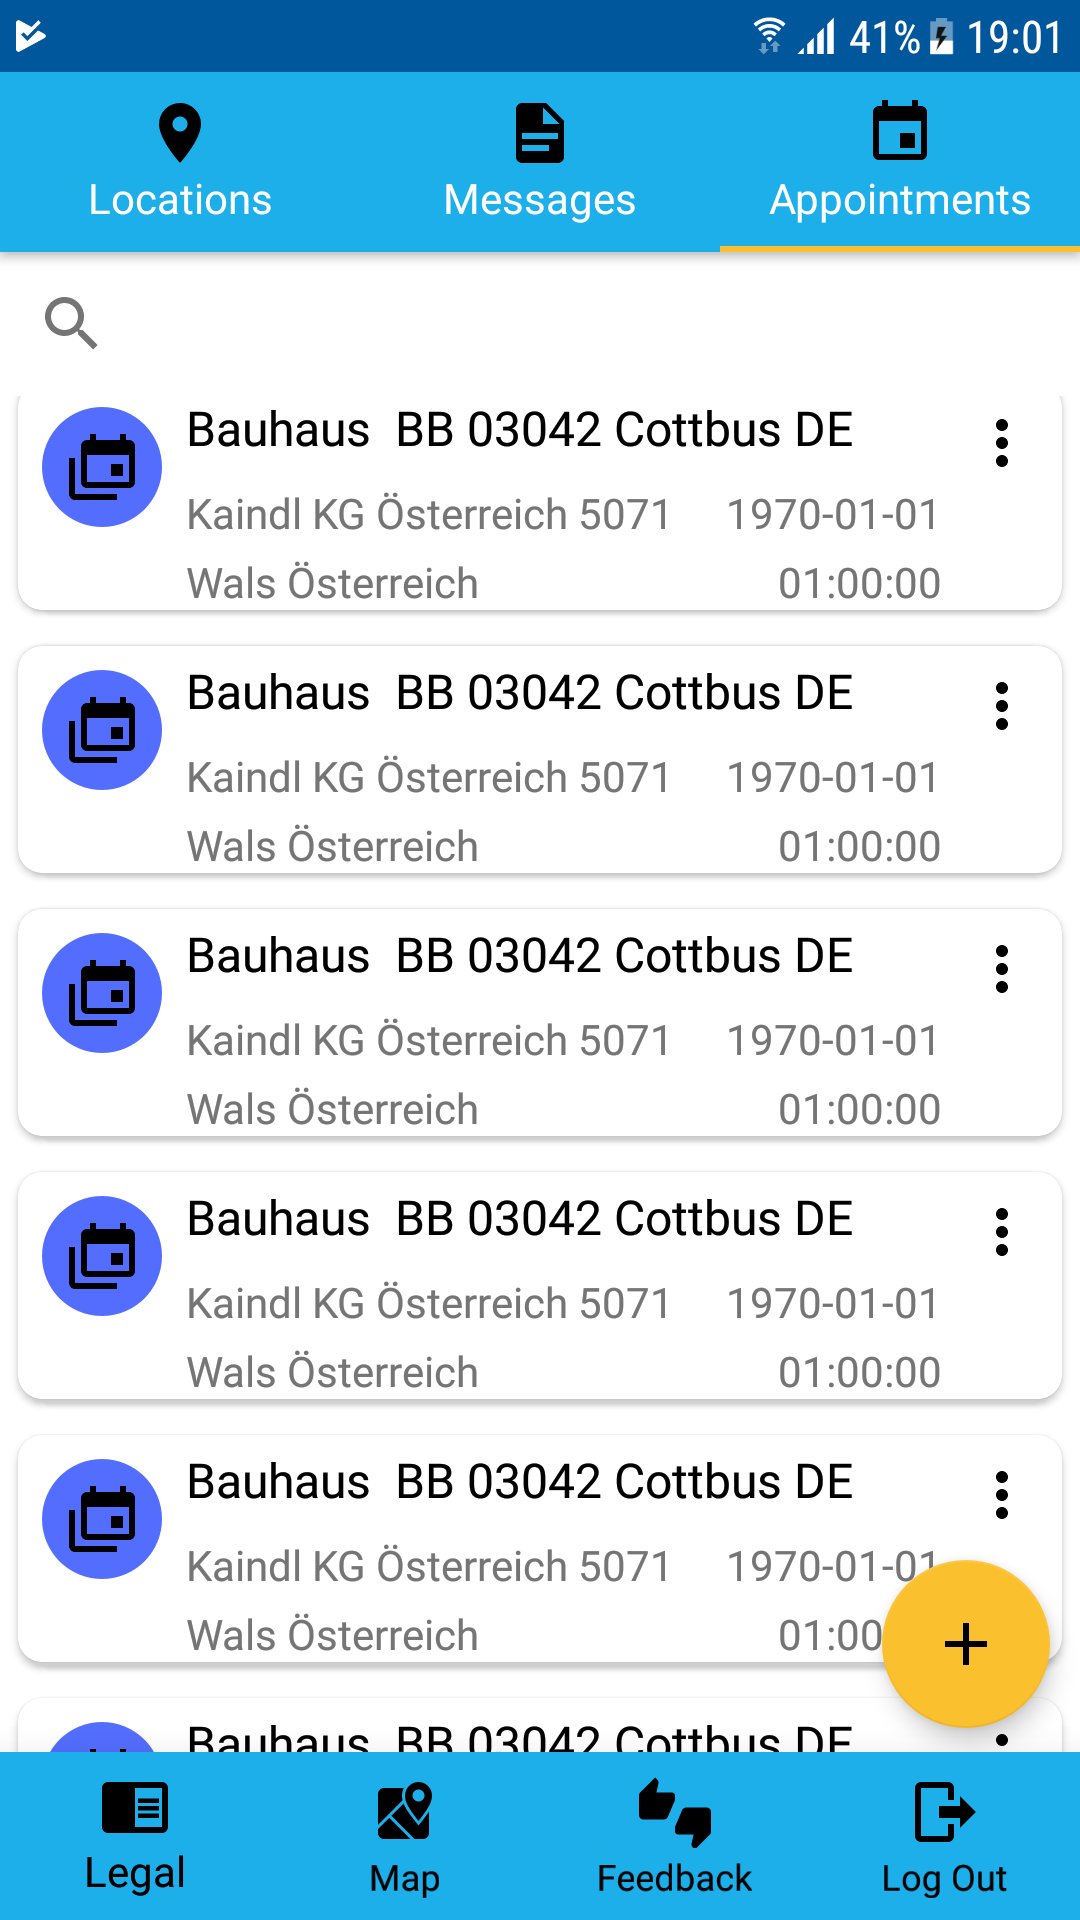 41% 19:01
Locations Messages Appointments
Bauhaus  BB 03042 Cottbus DE
Kaindl KG Österreich 5071 1970-01-01
Wals Österreich 01:00:00
Bauhaus  BB 03042 Cottbus DE
Kaindl KG Österreich 5071 1970-01-01
Wals Österreich 01:00:00
Bauhaus  BB 03042 Cottbus DE
Kaindl KG Österreich 5071 1970-01-01
Wals Österreich 01:00:00
Bauhaus  BB 03042 Cottbus DE
Kaindl KG Österreich 5071 1970-01-01
Wals Österreich 01:00:00
Bauhaus  BB 03042 Cottbus DE
Kaindl KG Österreich 5071 1970-01-01
Wals Österreich 01:00
Bauhaus  BB 03042 Cottbus DE
Legal Map Feedback Log Out